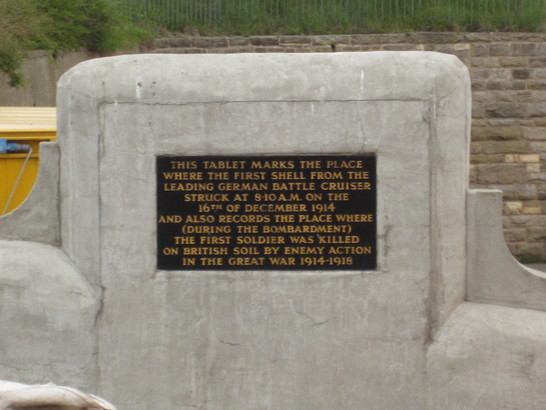 THIS TABLET MARKS THE PLACE
WHERE THE FIRST SHELL FROM THE
LEADING GERMAN BATTLE CRUISER
STRUCK AT 8·10 A.M. ON THE
16TH OF DECEMBER 1914
AND ALSO RECORDS THE PLACE WHERE
(DURING THE BOMBARDMENT)
THE FIRST SOLDIER WAS KILLED
ON BRITISH SOIL BY ENEMY ACTION
IN THE GREAT WAR 1914-1918